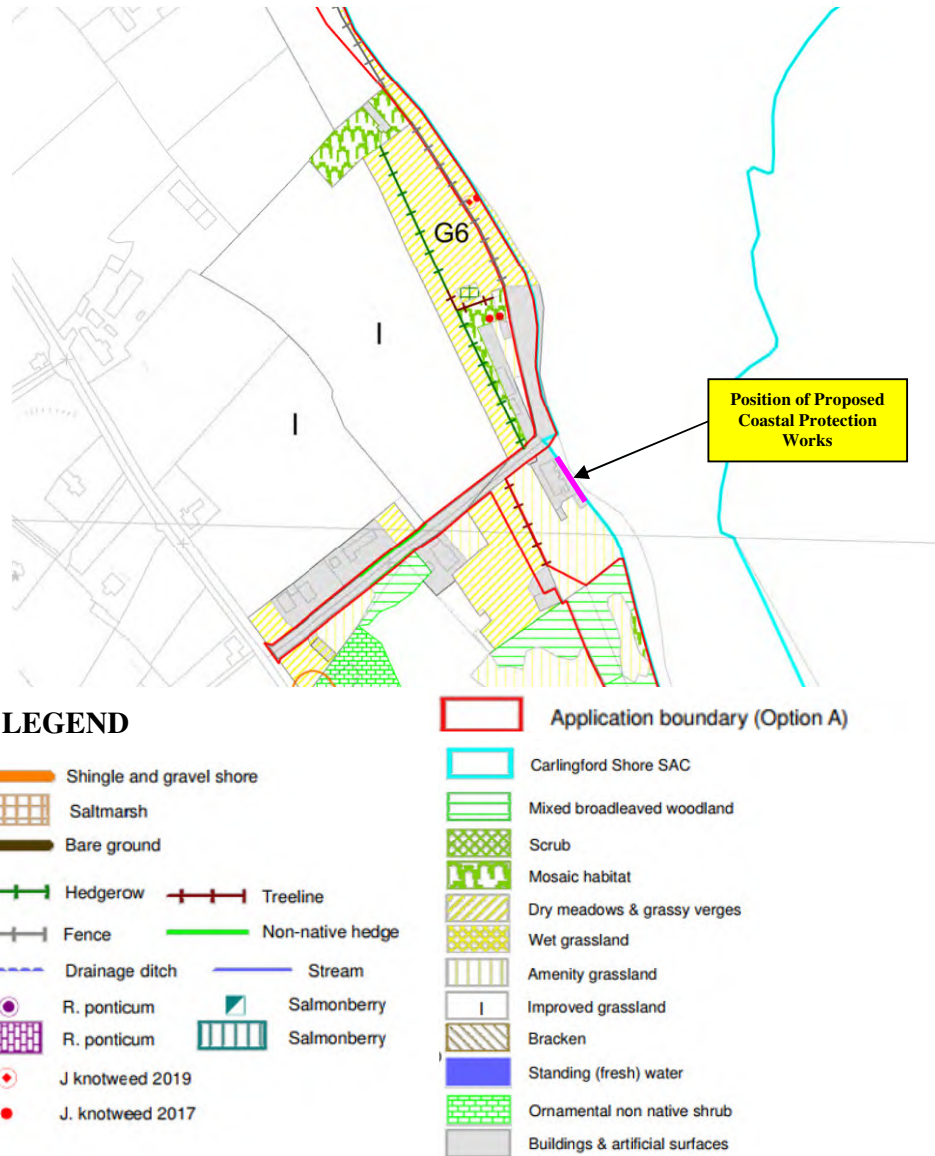 G6
I
I
Position of Proposed
Coastal Protection
Works
LEGEND
Shingle and gravel shore
Saltmarsh
Bare ground
Hedgerow
Treeline
Fence
Non-native hedge
Drainage ditch
Stream
R. ponticum
Salmonberry
R. ponticum
Salmonberry
J knotweed 2019
J. knotweed 2017
Application boundary (Option A)
Carlingford Shore SAC
Mixed broadleaved woodland
Scrub
Mosaic habitat
Dry meadows & grassy verges
Wet grassland
Amenity grassland
I
Improved grassland
Bracken
Standing (fresh) water
Ornamental non native shrub
Buildings & artificial surfaces